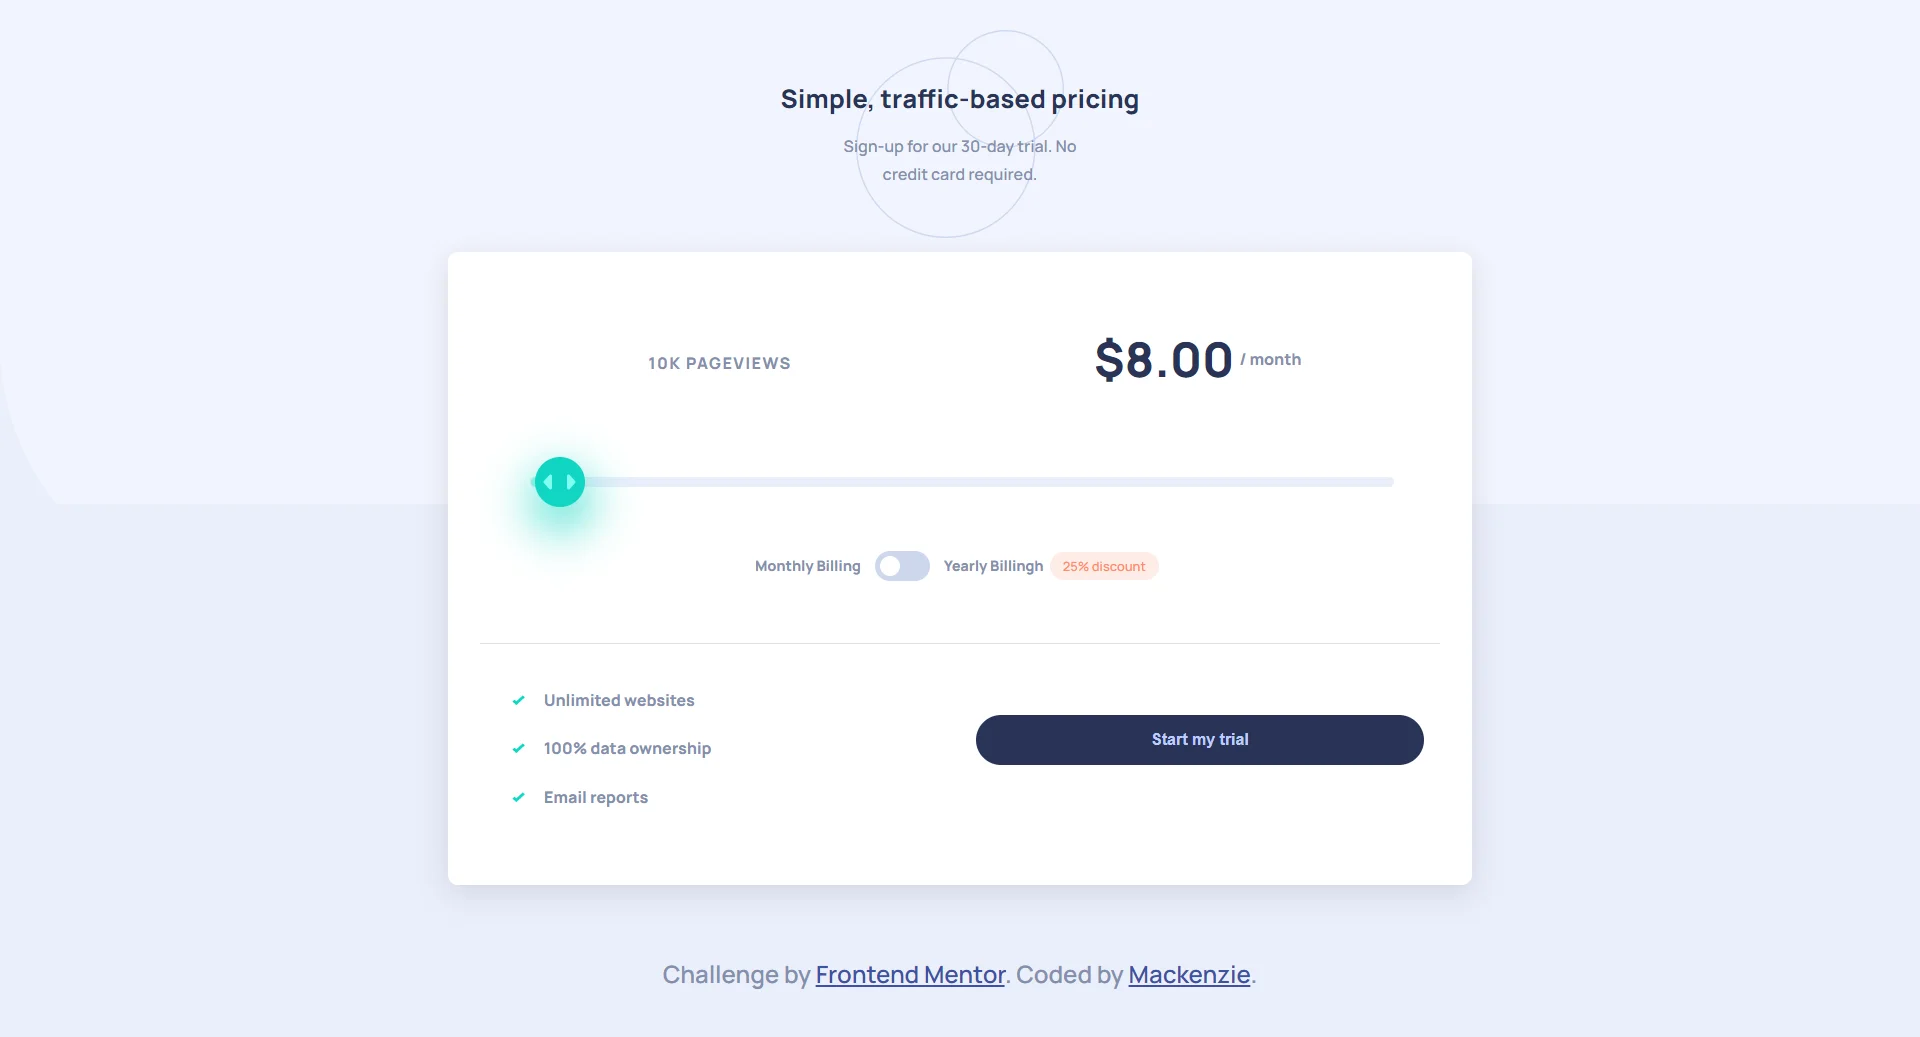 Simple, traffic-based pricing
Sign-up for our 30-day trial. No
credit card required.
10K PAGEVIEWS
$8.00 / month
Monthly Billing
Yearly Billingh
25% discount
Unlimited websites
100% data ownership
Email reports
Start my trial
Challenge by Frontend Mentor. Coded by Mackenzie.